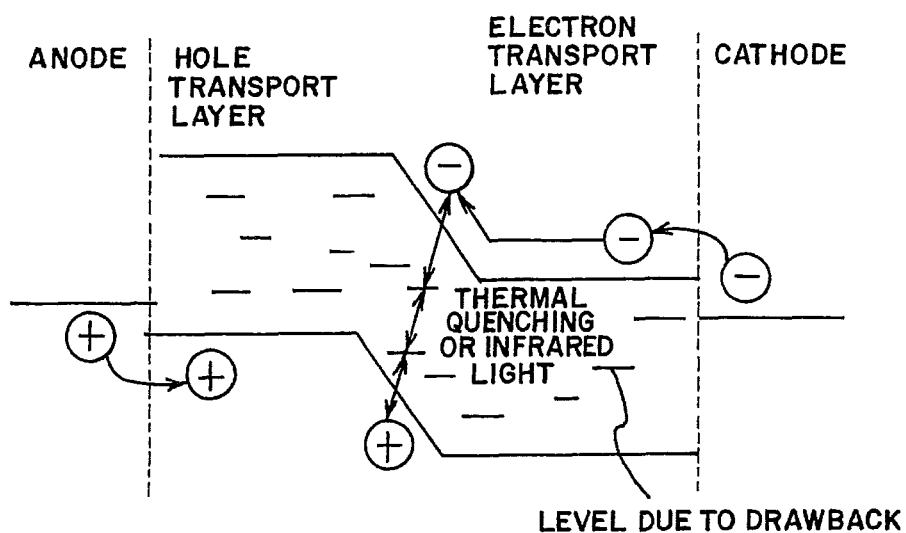 ANODE
HOLE
TRANSPORT
LAYER
ELECTRON
TRANSPORT
LAYER
CATHODE
−
−
−
THERMAL
QUENCHING
OR INFRARED
LIGHT
+
+
+
LEVEL DUE TO DRAWBACK